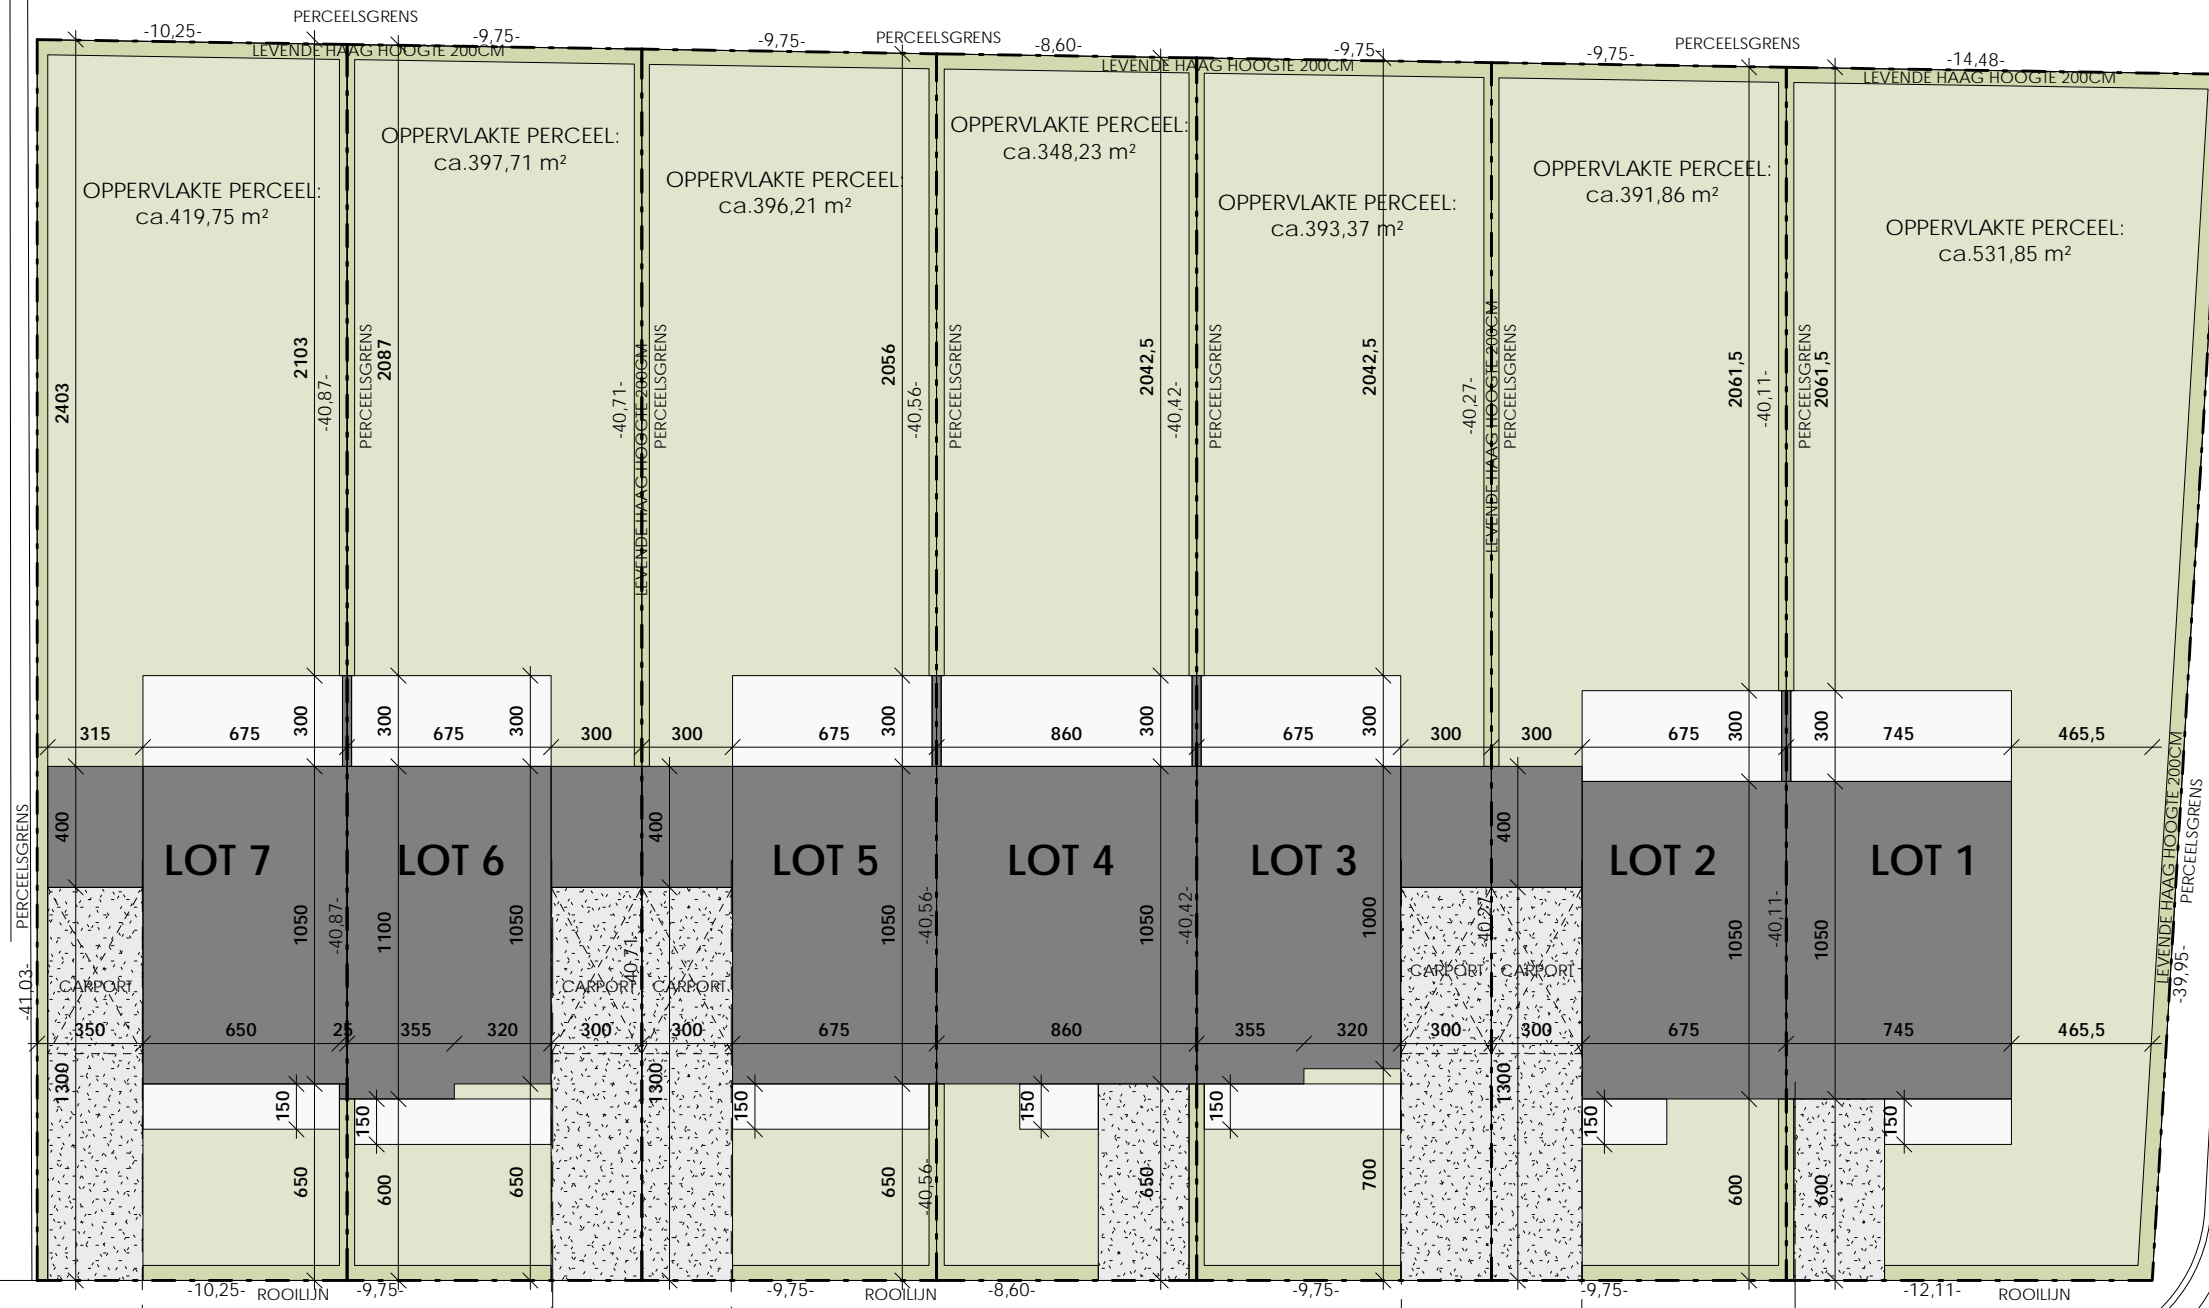 PERCEELSGRENS
PERCEELSGRENS
PERCEELSGRENS
-10,25-
-9,75-
-9,75-
-8,60-
-9,75-
-9,75-
-14,48-
LEVENDE HAAG HOOGTE 200CM
LEVENDE HAAG HOOGTE 200CM
LEVENDE HAAG HOOGTE 200CM
OPPERVLAKTE PERCEEL:
ca.419,75 m²
OPPERVLAKTE PERCEEL:
ca.397,71 m²
OPPERVLAKTE PERCEEL:
ca.396,21 m²
OPPERVLAKTE PERCEEL:
ca.348,23 m²
OPPERVLAKTE PERCEEL:
ca.393,37 m²
OPPERVLAKTE PERCEEL:
ca.391,86 m²
OPPERVLAKTE PERCEEL:
ca.531,85 m²
2403
2103
-40,87-
PERCEELSGRENS
2087
-40,71-
LEVENDE HAAG HOOGTE 200CM
PERCEELSGRENS
2056
-40,56-
PERCEELSGRENS
2042,5
-40,42-
PERCEELSGRENS
2042,5
-40,27-
LEVENDE HAAG HOOGTE 200CM
PERCEELSGRENS
2061,5
-40,11-
PERCEELSGRENS
2061,5
300
300
300
300
300
300
300
300
315
675
675
300
300
675
860
675
300
300
675
745
465,5
PERCEELSGRENS
400
400
400
LOT 7
LOT 6
LOT 5
LOT 4
LOT 3
LOT 2
LOT 1
1050
-40,87-
1100
1050
-40,71-
1050
-40,56-
1050
-40,42-
1000
-40,27-
1050
-40,11-
1050
LEVENDE HAAG HOOGTE 200CM
PERCEELSGRENS
-41,03-
-39,95-
CARPORT
CARPORT
CARPORT
CARPORT
CARPORT
350
650
25
355
320
300
300
675
860
355
320
300
300
675
745
465,5
1300
1300
1300
150
150
150
150
150
150
150
650
600
650
650
-40,56-
650
700
600
600
-10,25-
ROOILIJN
-9,75-
-9,75-
ROOILIJN
-8,60-
-9,75-
-9,75-
-12,11-
ROOILIJN